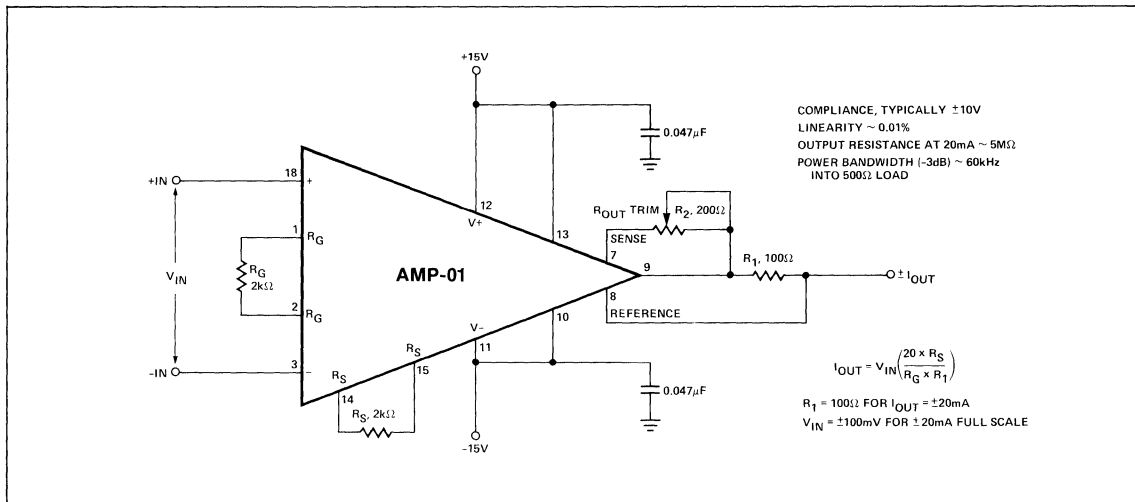 +15V
0.047µF
COMPLIANCE, TYPICALLY ±10V
LINEARITY ~ 0.01%
OUTPUT RESISTANCE AT 20mA ~ 5MΩ
POWER BANDWIDTH (-3dB) ~ 60kHz
INTO 500Ω LOAD
+IN
18
+
12
V+
13
ROUT TRIM
R2, 200Ω
SENSE
7
1
RG
VIN
RG
2kΩ
AMP-01
9
R1, 100Ω
± IOUT
2
RG
8
REFERENCE
10
V-
11
-IN
3
-
RS
14
RS
15
RS, 2kΩ
0.047µF
-15V
IOUT = VIN(20 x RS / RG x R1)
R1 = 100Ω FOR IOUT = ±20mA
VIN = ±100mV FOR ±20mA FULL SCALE